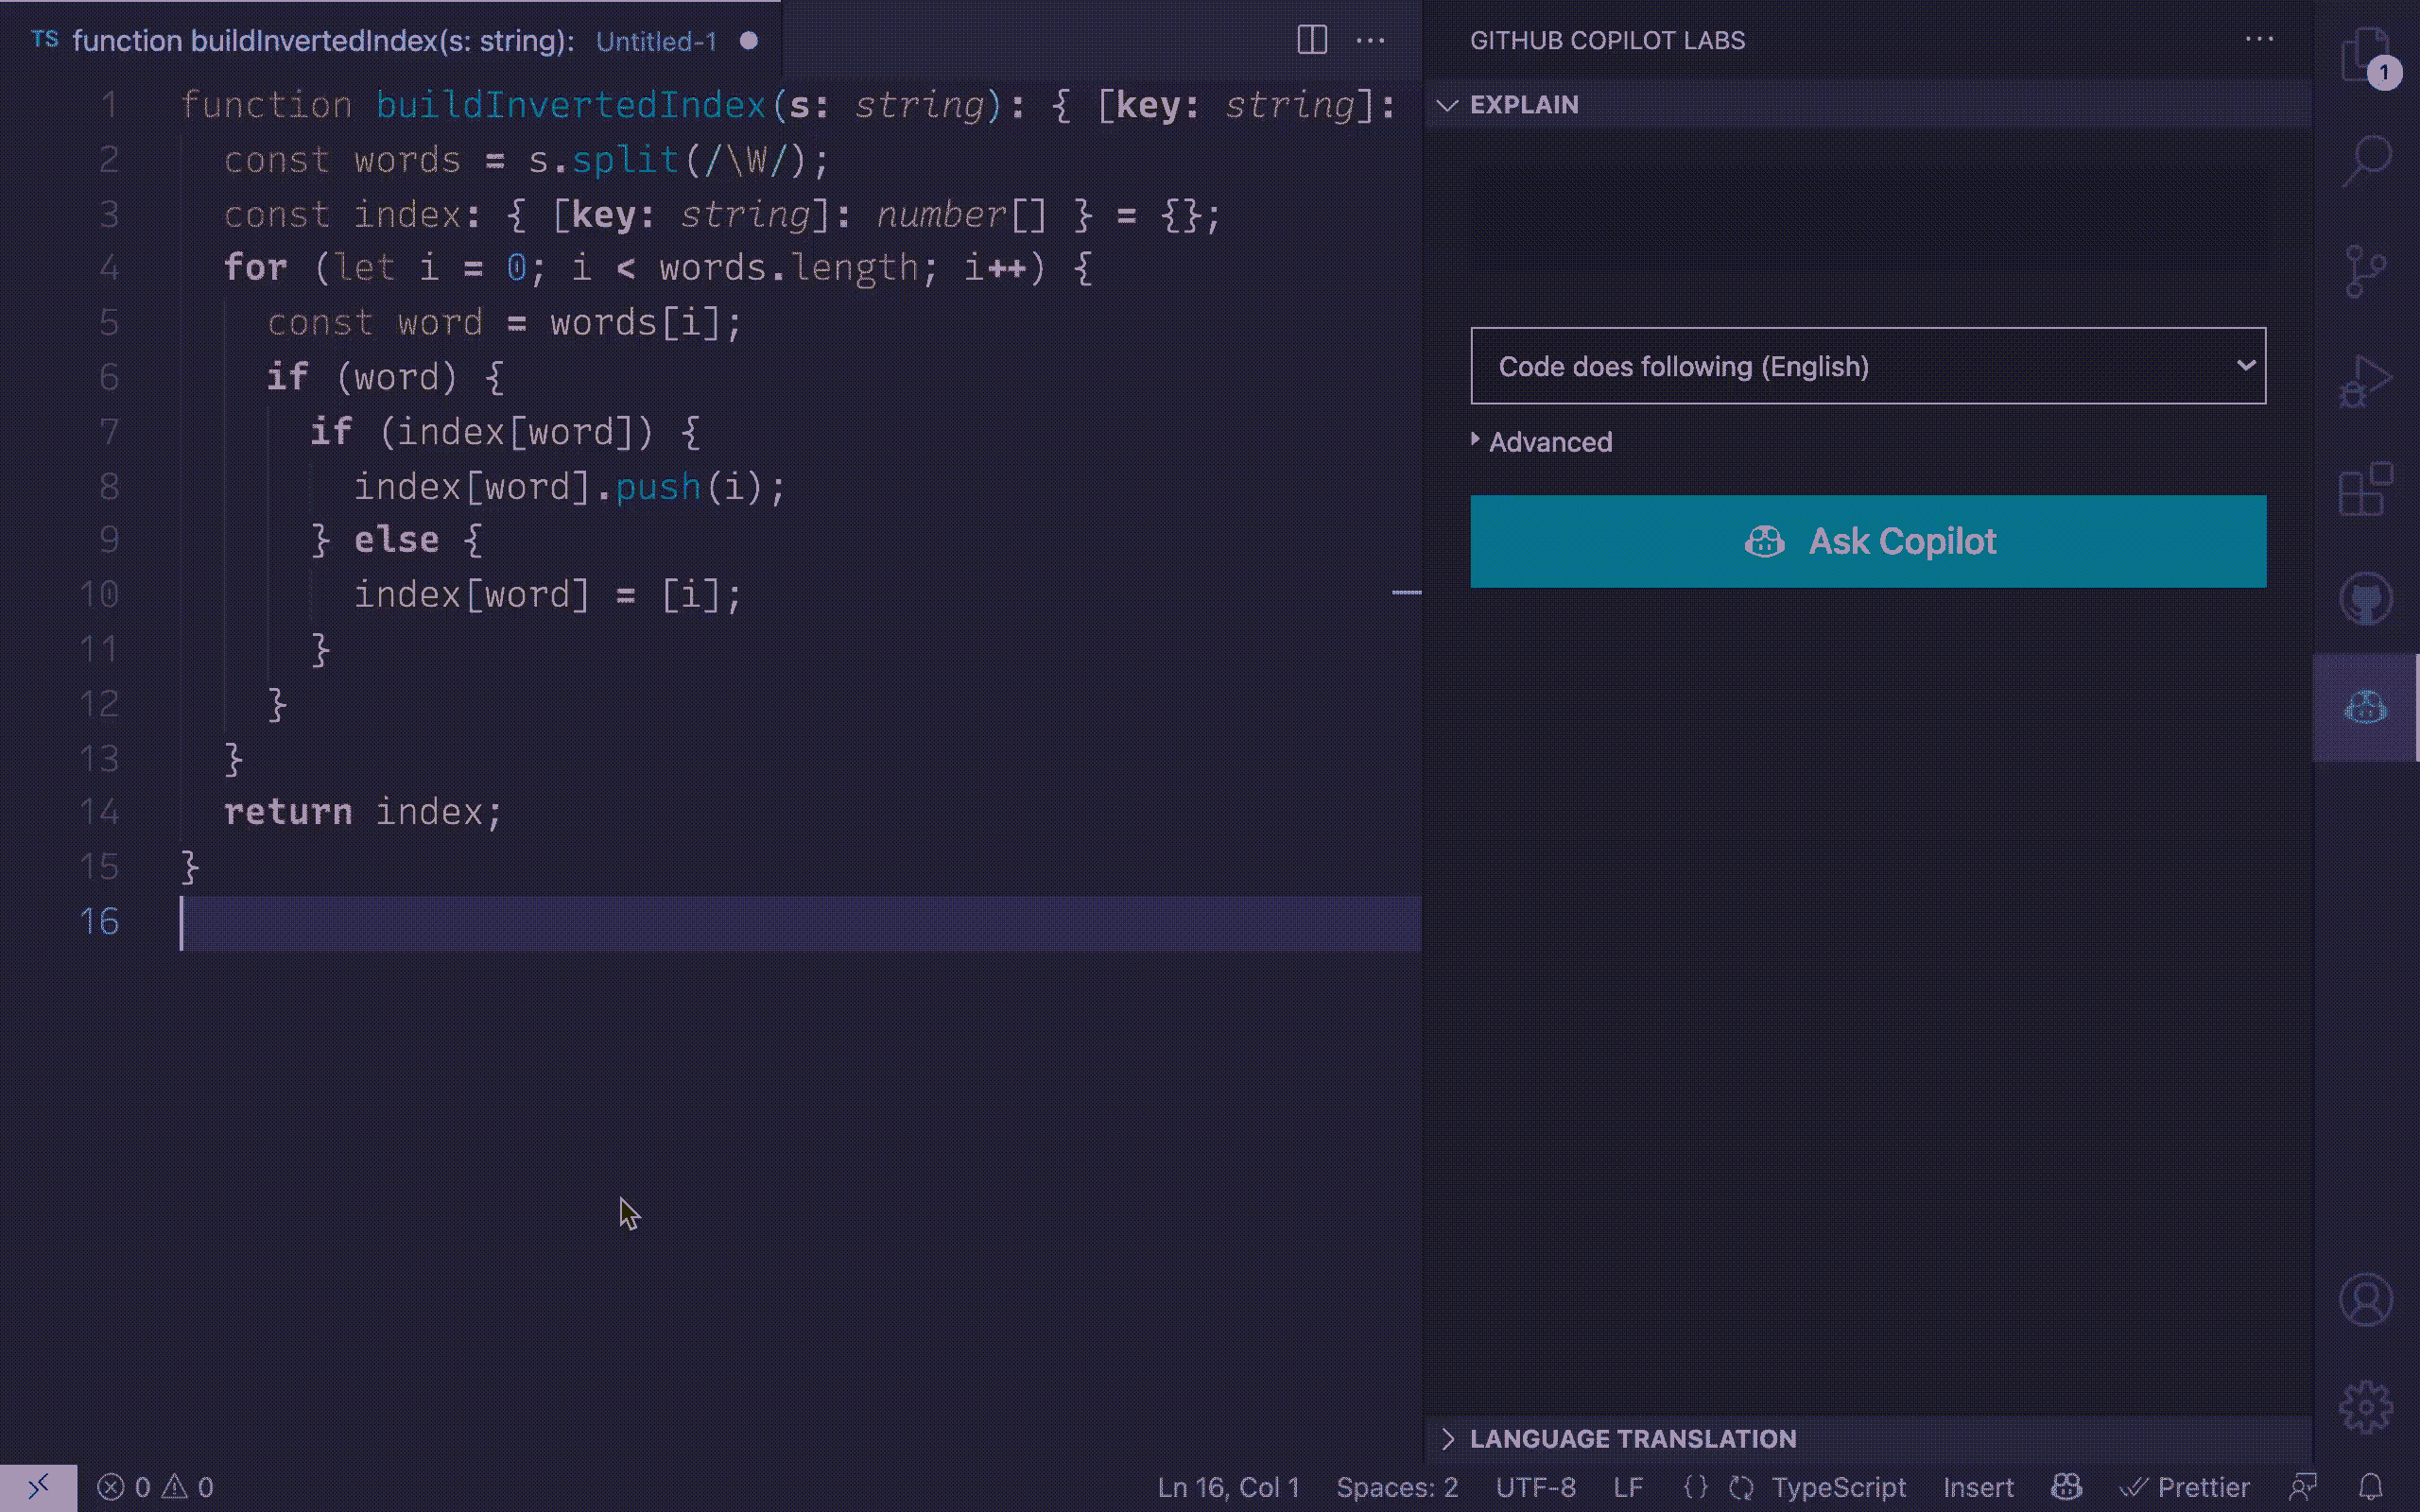 TS function buildInvertedIndex(s: string): Untitled-1
1 function buildInvertedIndex(s: string): { [key: string]:
2 const words = s.split(/\W/);
3 const index: { [key: string]: number[] } = {};
4 for (let i = 0; i < words.length; i++) {
5 const word = words[i];
6 if (word) {
7 if (index[word]) {
8 index[word].push(i);
9 } else {
10 index[word] = [i];
11 }
12 }
13 }
14 return index;
15 }
16
GITHUB COPILOT LABS
EXPLAIN
Code does following (English)
Advanced
Ask Copilot
LANGUAGE TRANSLATION
1
0 0 Ln 16, Col 1 Spaces: 2 UTF-8 LF {} TypeScript Insert Prettier